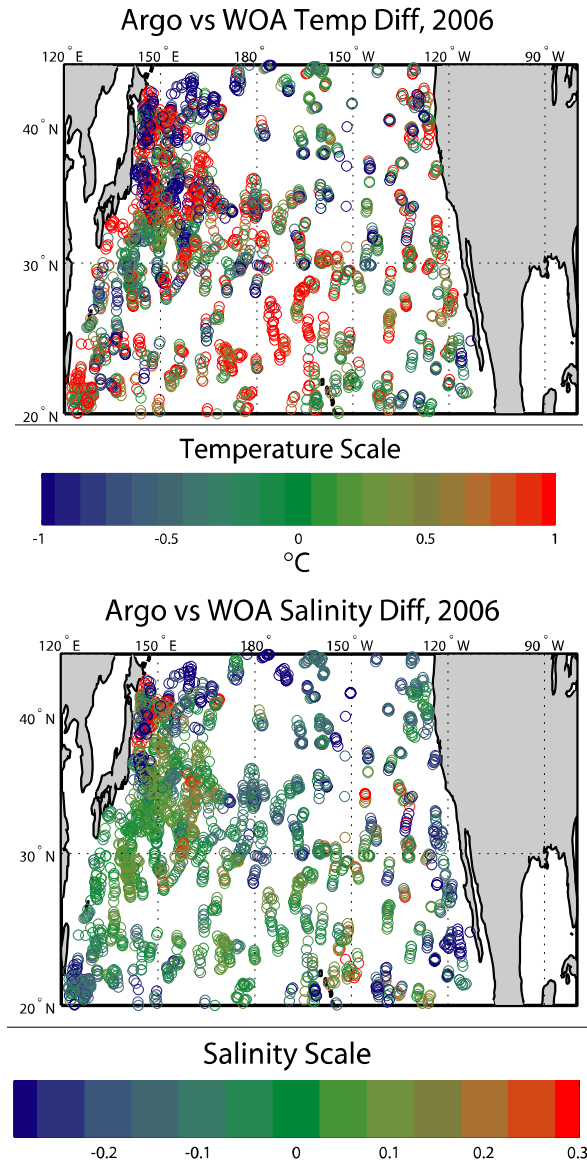 Argo vs WOA Temp Diff, 2006
120° E 150° E 180° 150° W 120° W 90° W
40° N
30° N
20° N
Temperature Scale
-1 -0.5 0 0.5 1
°C
Argo vs WOA Salinity Diff, 2006
120° E 150° E 180° 150° W 120° W 90° W
40° N
30° N
20° N
Salinity Scale
-0.2 -0.1 0 0.1 0.2 0.3